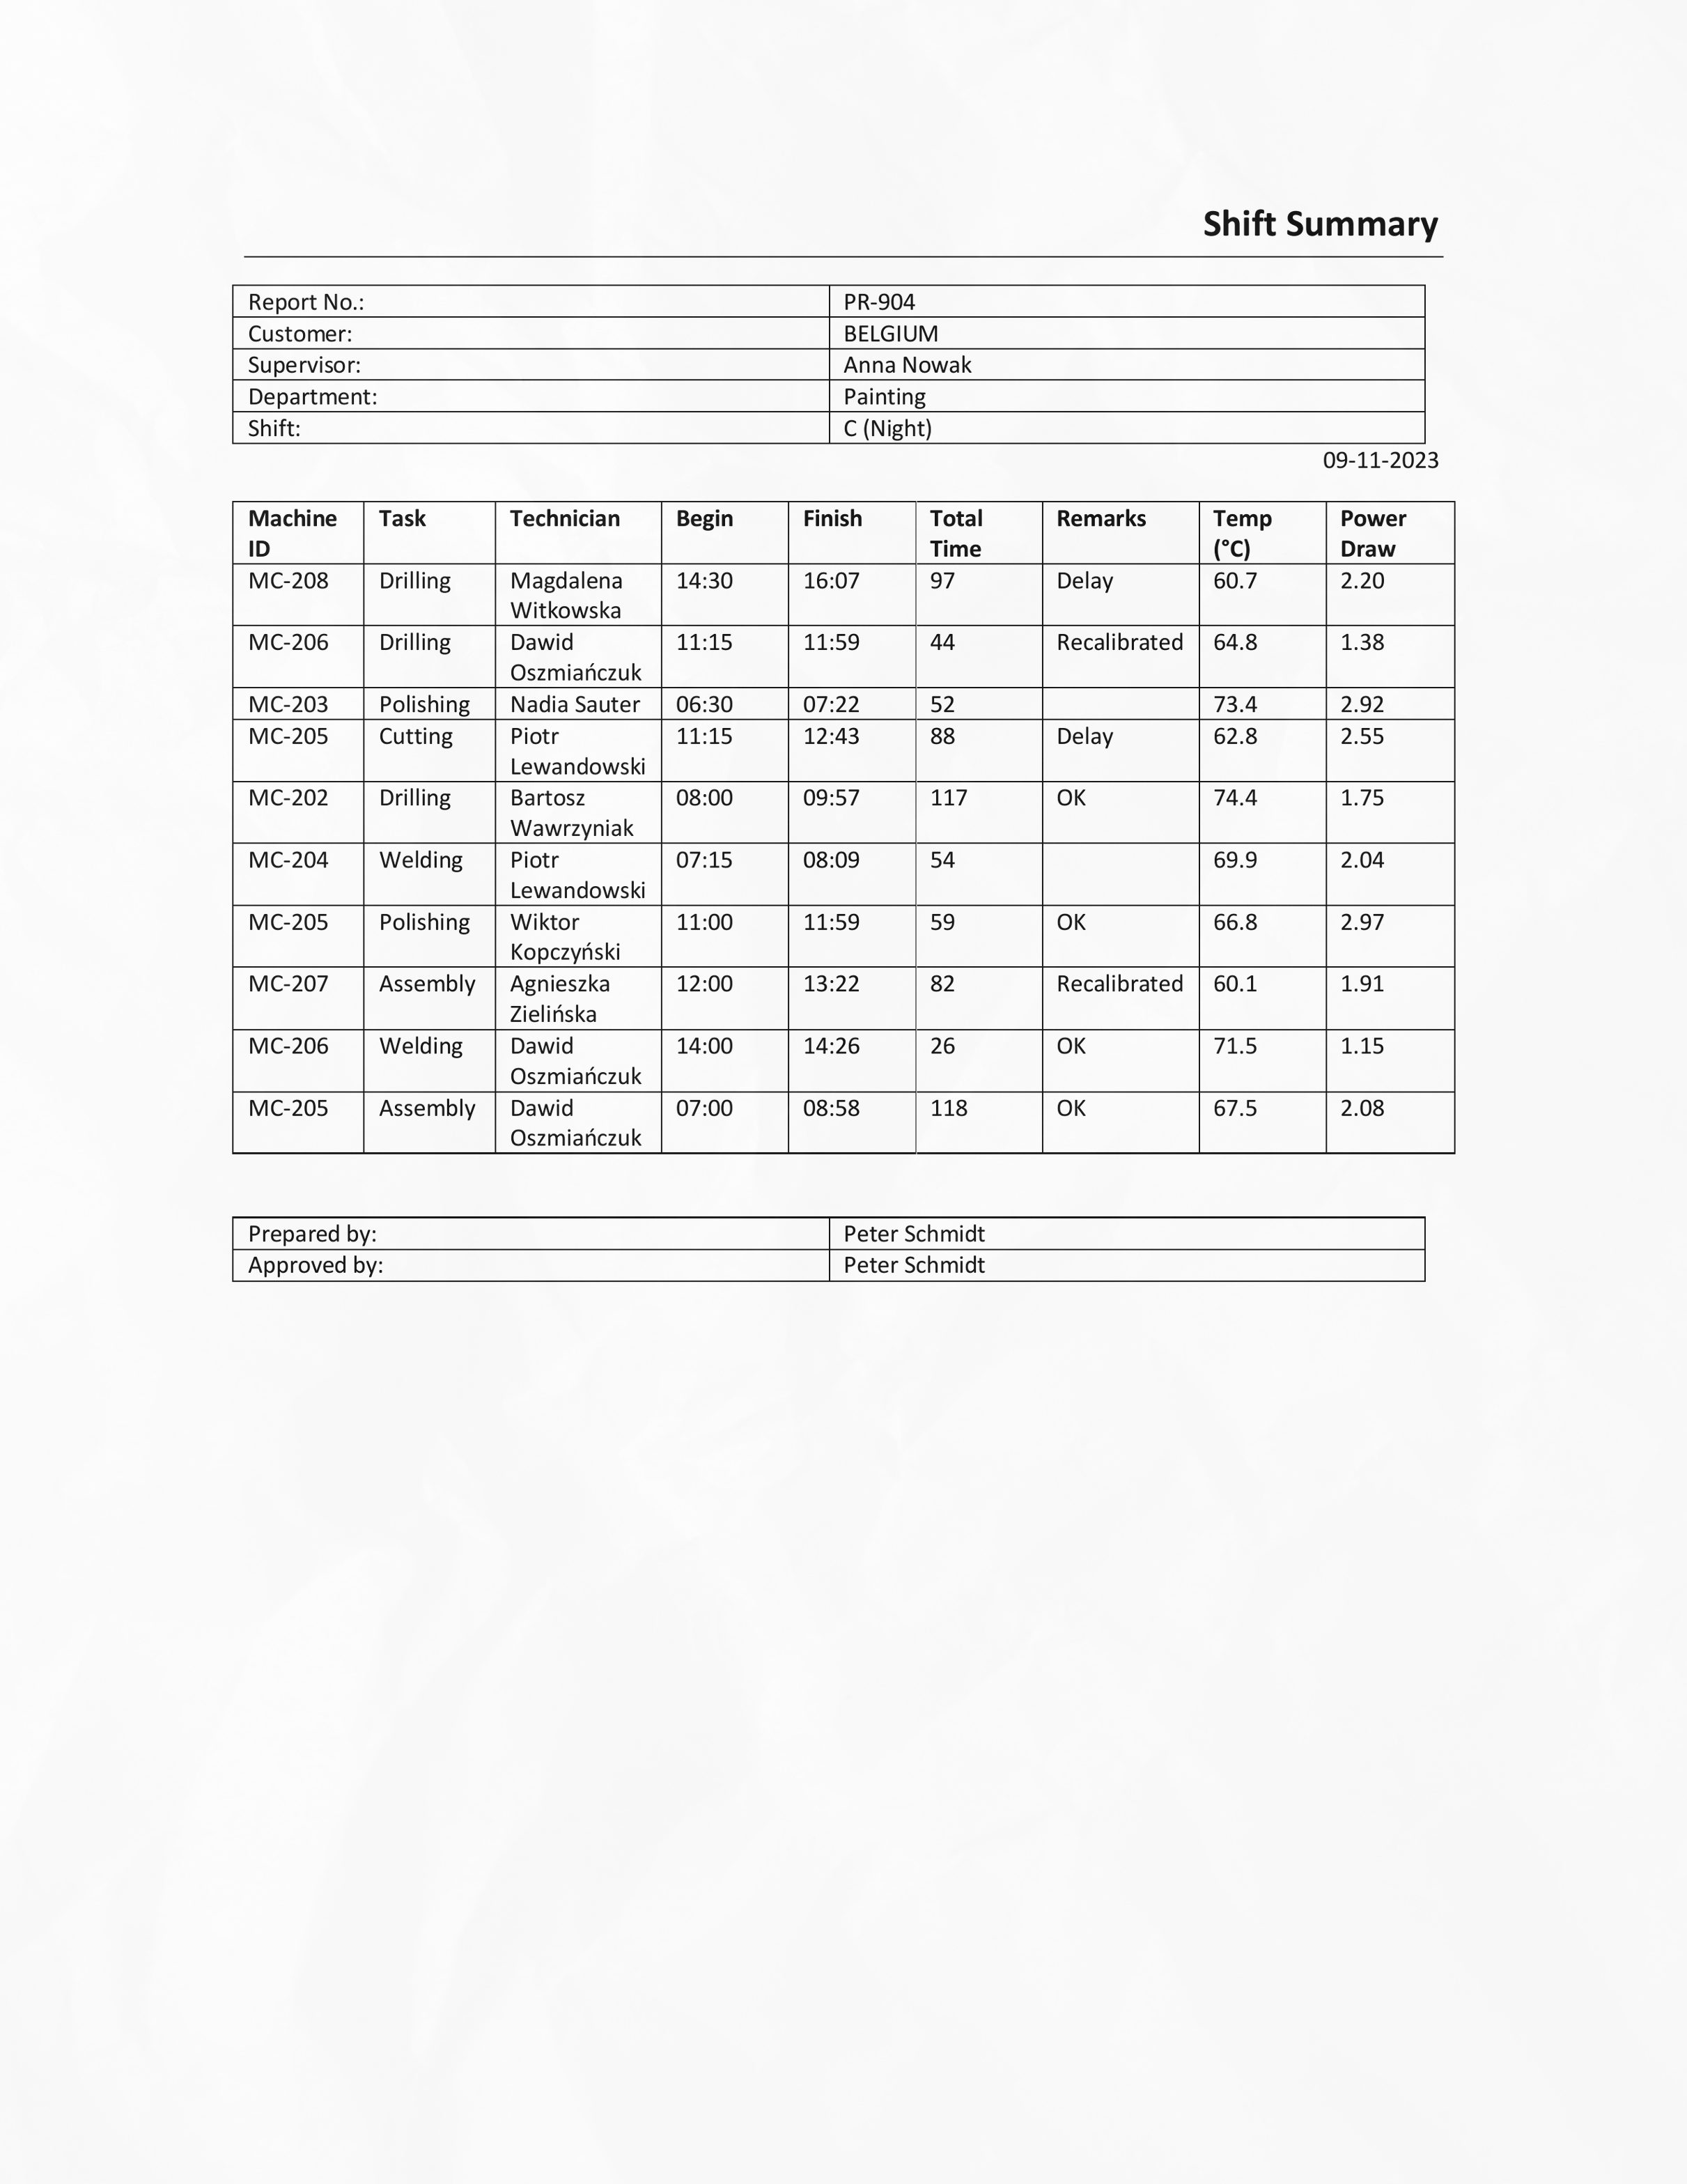 Shift Summary
Report No.: PR-904
Customer: BELGIUM
Supervisor: Anna Nowak
Department: Painting
Shift: C (Night)
09-11-2023
Machine ID Task Technician Begin Finish Total Time Remarks Temp (°C) Power Draw
MC-208 Drilling Magdalena Witkowska 14:30 16:07 97 Delay 60.7 2.20
MC-206 Drilling Dawid Oszmiańczuk 11:15 11:59 44 Recalibrated 64.8 1.38
MC-203 Polishing Nadia Sauter 06:30 07:22 52 73.4 2.92
MC-205 Cutting Piotr Lewandowski 11:15 12:43 88 Delay 62.8 2.55
MC-202 Drilling Bartosz Wawrzyniak 08:00 09:57 117 OK 74.4 1.75
MC-204 Welding Piotr Lewandowski 07:15 08:09 54 69.9 2.04
MC-205 Polishing Wiktor Kopczyński 11:00 11:59 59 OK 66.8 2.97
MC-207 Assembly Agnieszka Zielińska 12:00 13:22 82 Recalibrated 60.1 1.91
MC-206 Welding Dawid Oszmiańczuk 14:00 14:26 26 OK 71.5 1.15
MC-205 Assembly Dawid Oszmiańczuk 07:00 08:58 118 OK 67.5 2.08
Prepared by: Peter Schmidt
Approved by: Peter Schmidt